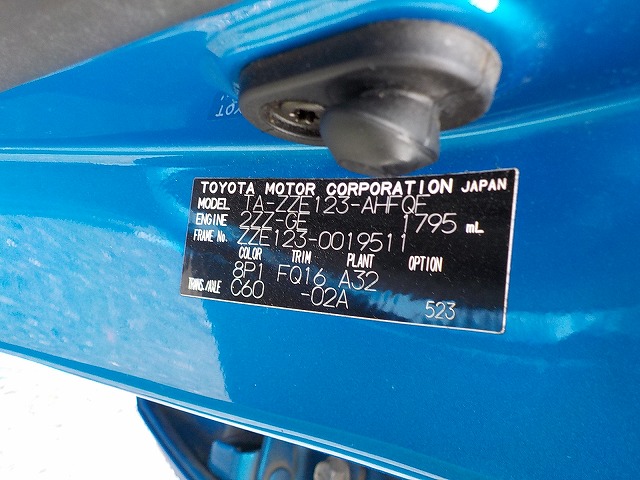 TOYOTA MOTOR CORPORATION JAPAN
MODEL TA-ZZE123-AHFQF
ENGINE 2ZZ-GE 1795 mL
FRAME No. ZZE123-0019511
COLOR TRIM PLANT OPTION
8P1 FQ16 A32
TRANS./AXLE C60 -02A
523